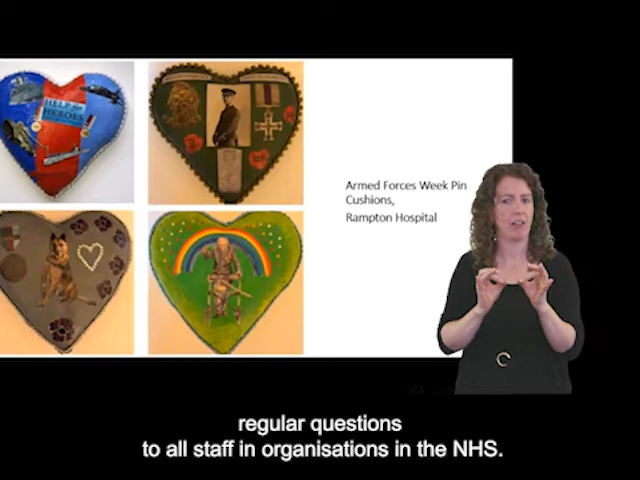 HELP for
HEROES
Armed Forces Week Pin
Cushions,
Rampton Hospital
regular questions
to all staff in organisations in the NHS.